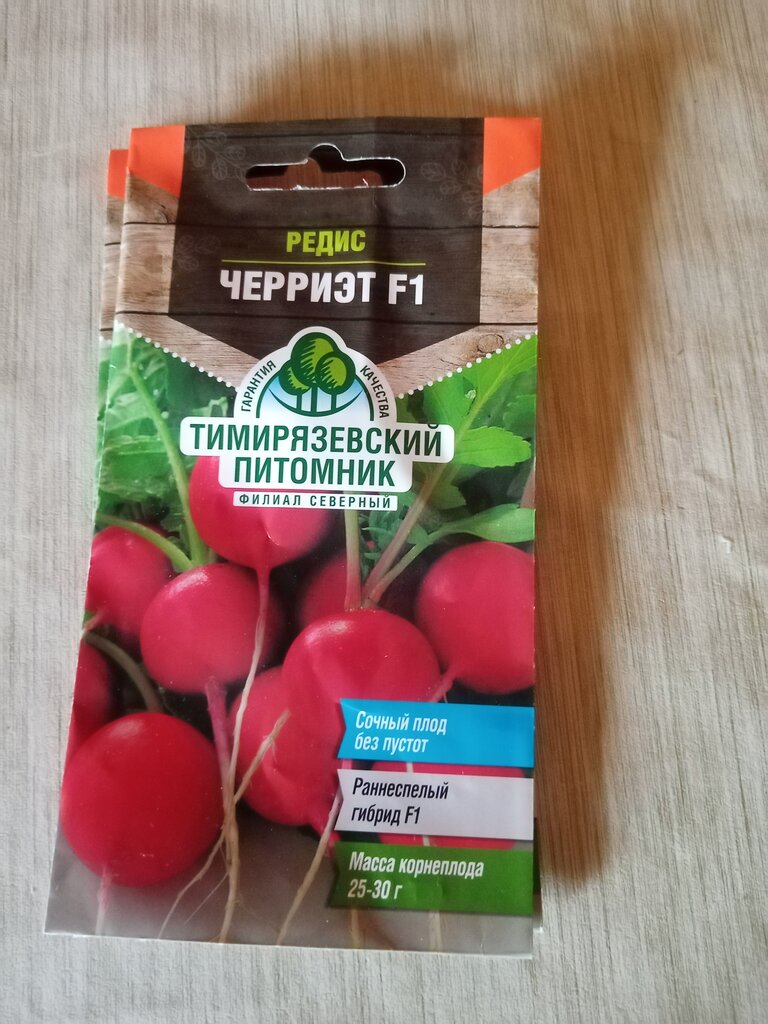 РЕДИС
ЧЕРРИЭТ F1
ГАРАНТИЯ КАЧЕСТВА
ТИМИРЯЗЕВСКИЙ
ПИТОМНИК
ФИЛИАЛ СЕВЕРНЫЙ
Сочный плод
без пустот
Раннеспелый
гибрид F1
Масса корнеплода
25-30 г